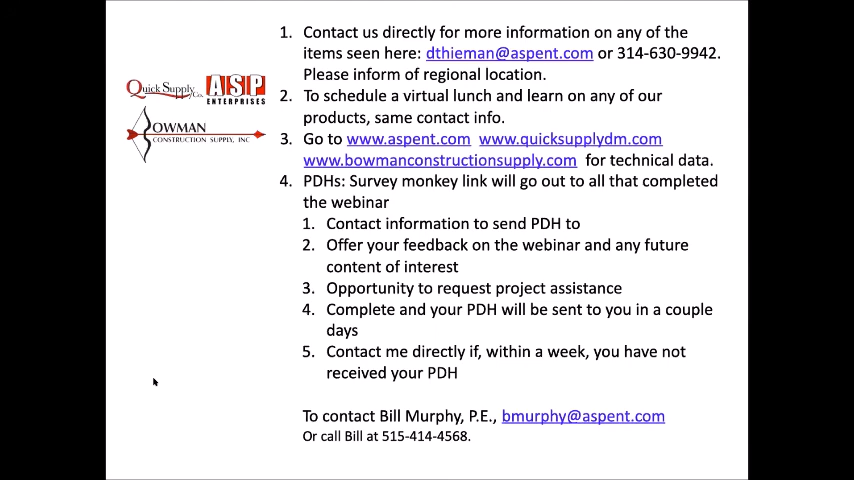 Quick Supply Co.
ASP
ENTERPRISES
BOWMAN
CONSTRUCTION SUPPLY, INC
1. Contact us directly for more information on any of the
items seen here: dthieman@aspent.com or 314-630-9942.
Please inform of regional location.
2. To schedule a virtual lunch and learn on any of our
products, same contact info.
3. Go to www.aspent.com www.quicksupplydm.com
www.bowmanconstructionsupply.com for technical data.
4. PDHs: Survey monkey link will go out to all that completed
the webinar
1. Contact information to send PDH to
2. Offer your feedback on the webinar and any future
content of interest
3. Opportunity to request project assistance
4. Complete and your PDH will be sent to you in a couple
days
5. Contact me directly if, within a week, you have not
received your PDH
To contact Bill Murphy, P.E., bmurphy@aspent.com
Or call Bill at 515-414-4568.